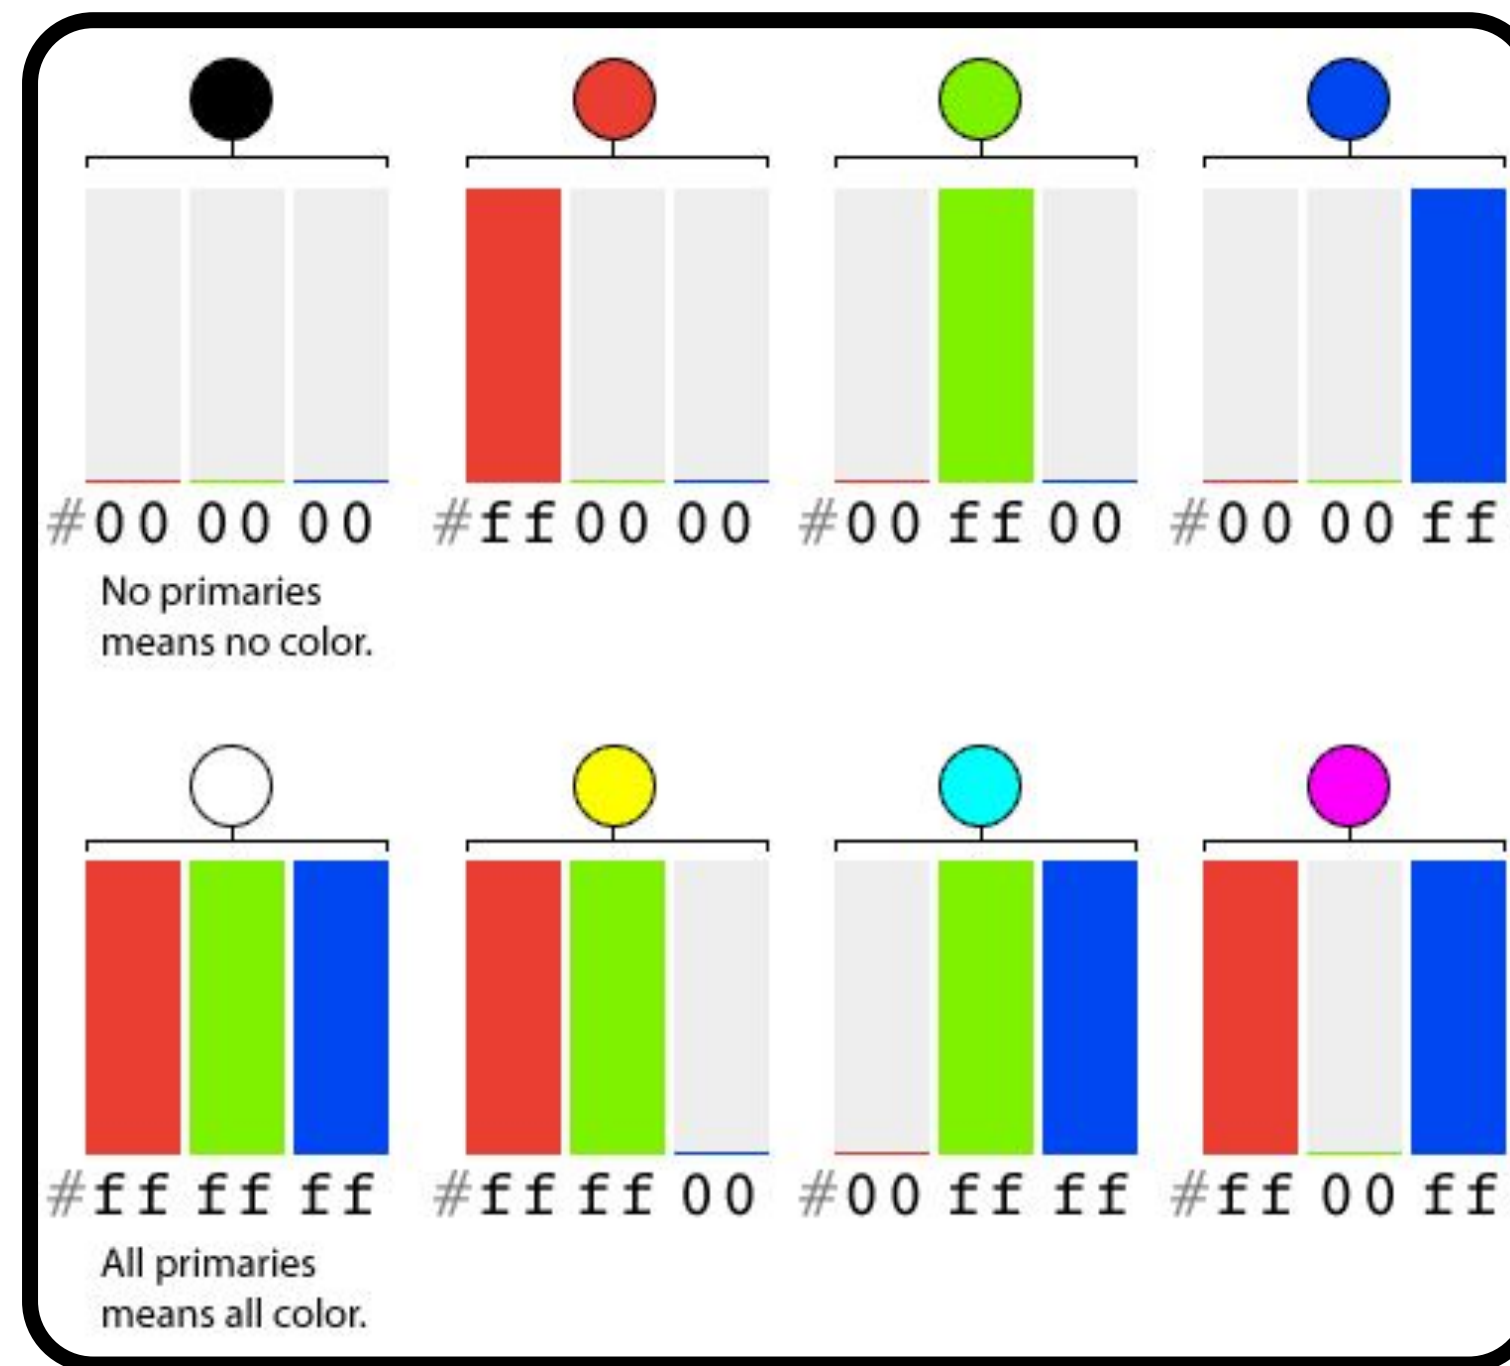 #00 00 00
#ff 00 00
#00 ff 00
#00 00 ff
No primaries
means no color.
#ff ff ff
#ff ff 00
#00 ff ff
#ff 00 ff
All primaries
means all color.